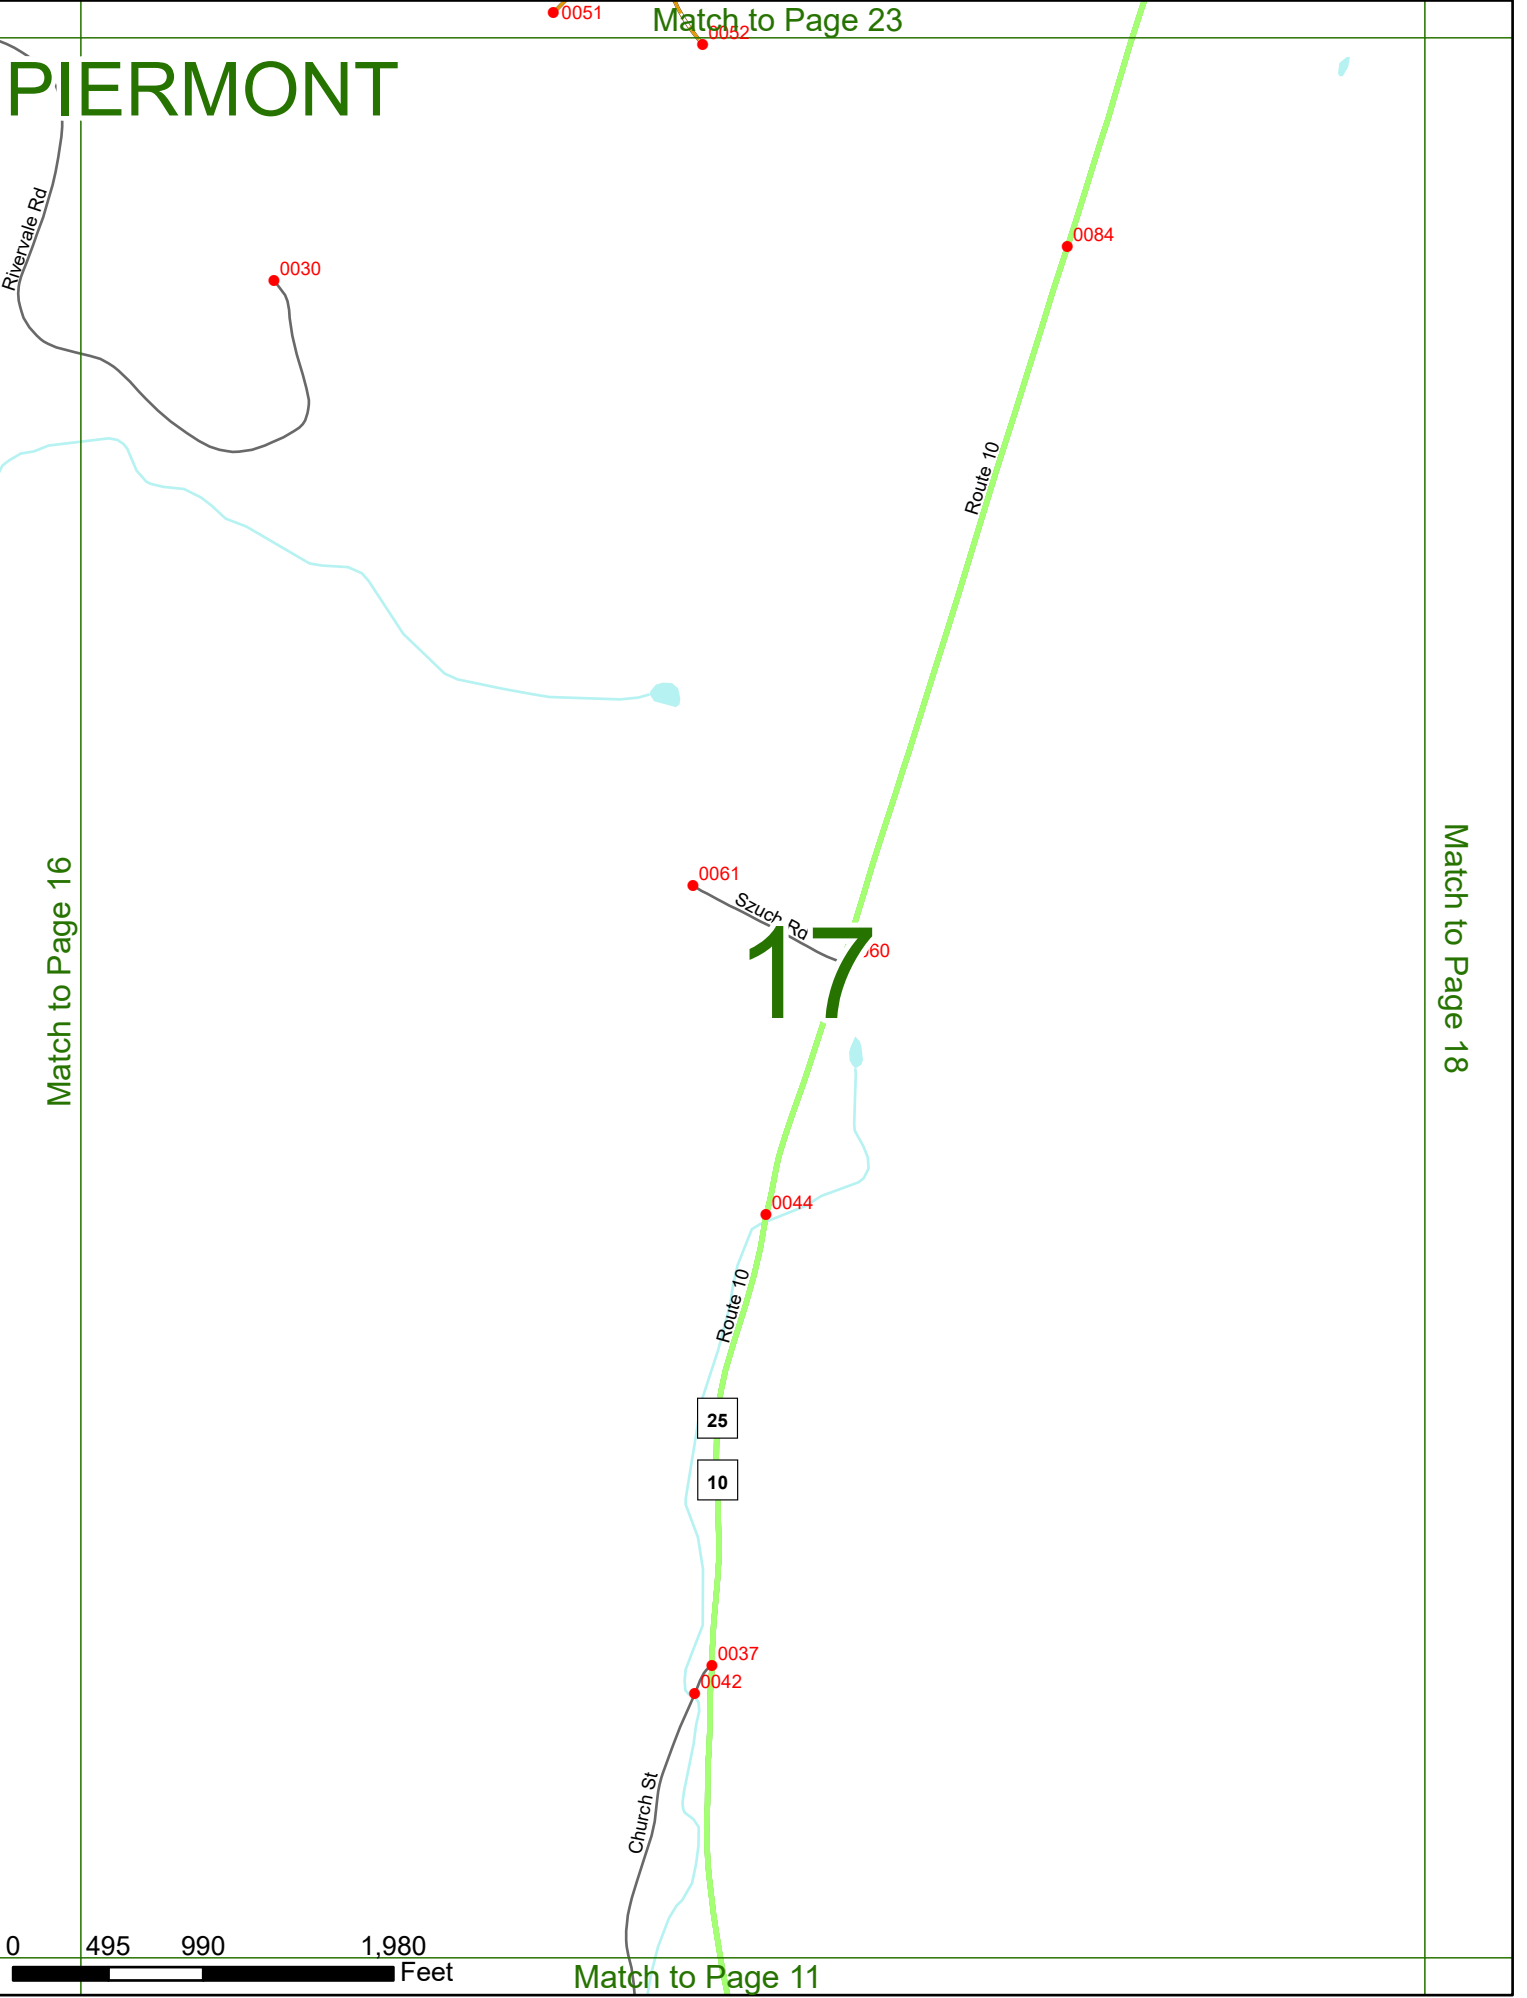 0051
Match to Page 23
0052
PIERMONT
Rivervale Rd
0084
0030
Route 10
Match to Page 16
Match to Page 18
0061
Szuch Rd
17
60
0044
Route 10
25
10
0037
0042
Church St
0 495 990 1,980
Feet
Match to Page 11